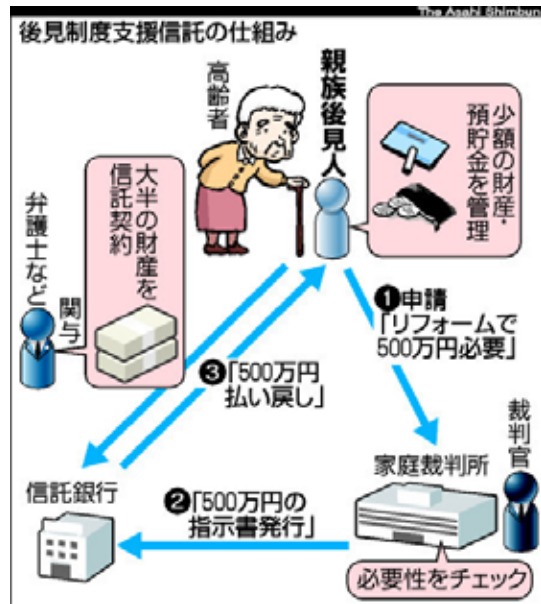 The Asahi Shimbun
後見制度支援信託の仕組み
高齢者
親族後見人
少額の財産・
預貯金を管理
大半の財産を
信託契約
弁護士など
関与
❶申請
「リフォームで
500万円必要」
❸「500万円
払い戻し」
裁判官
家庭裁判所
信託銀行
❷「500万円の
指示書発行」
必要性をチェック